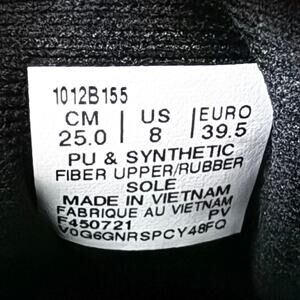 1012B155
CM US EURO
25.0 8 39.5
PU & SYNTHETIC
FIBER UPPER/RUBBER
SOLE
MADE IN VIETNAM
FABRIQUE AU VIETNAM
F450721 PV
V0G6GNRSPCY48FQ